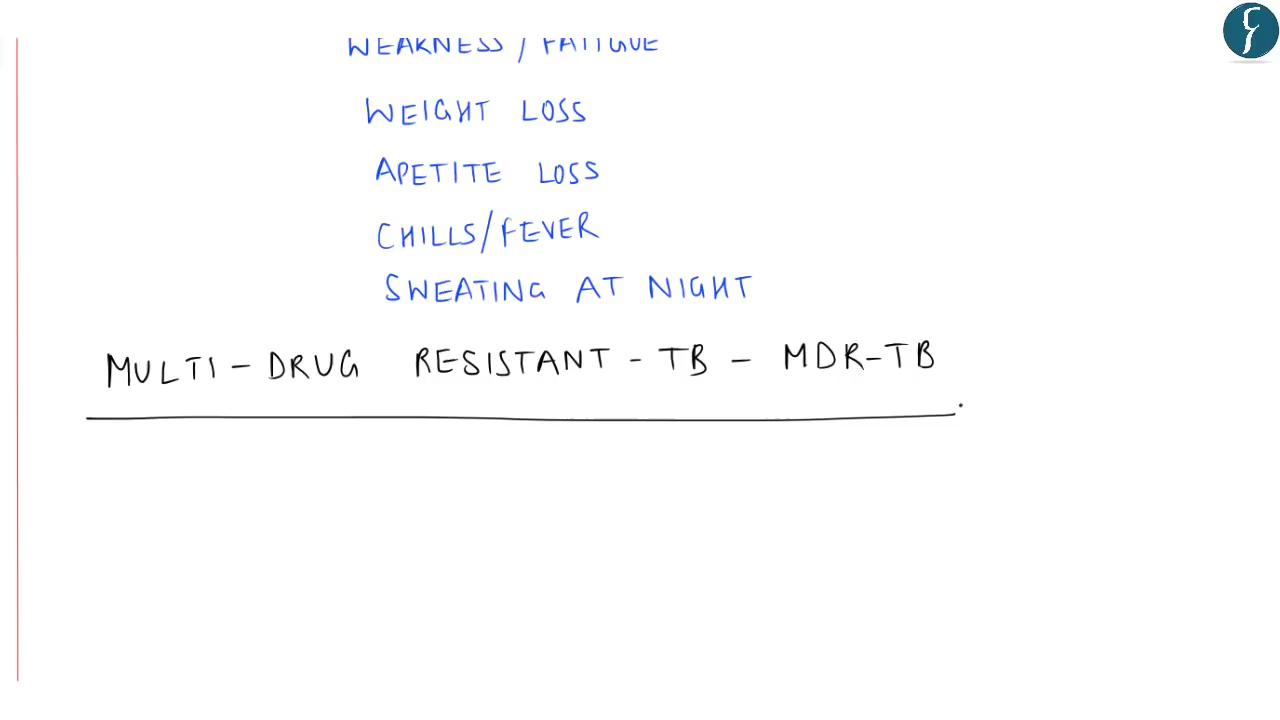 WEAKNESS / FATIGUE
WEIGHT LOSS
APETITE LOSS
CHILLS/FEVER
SWEATING AT NIGHT
MULTI-DRUG RESISTANT - TB - MDR-TB